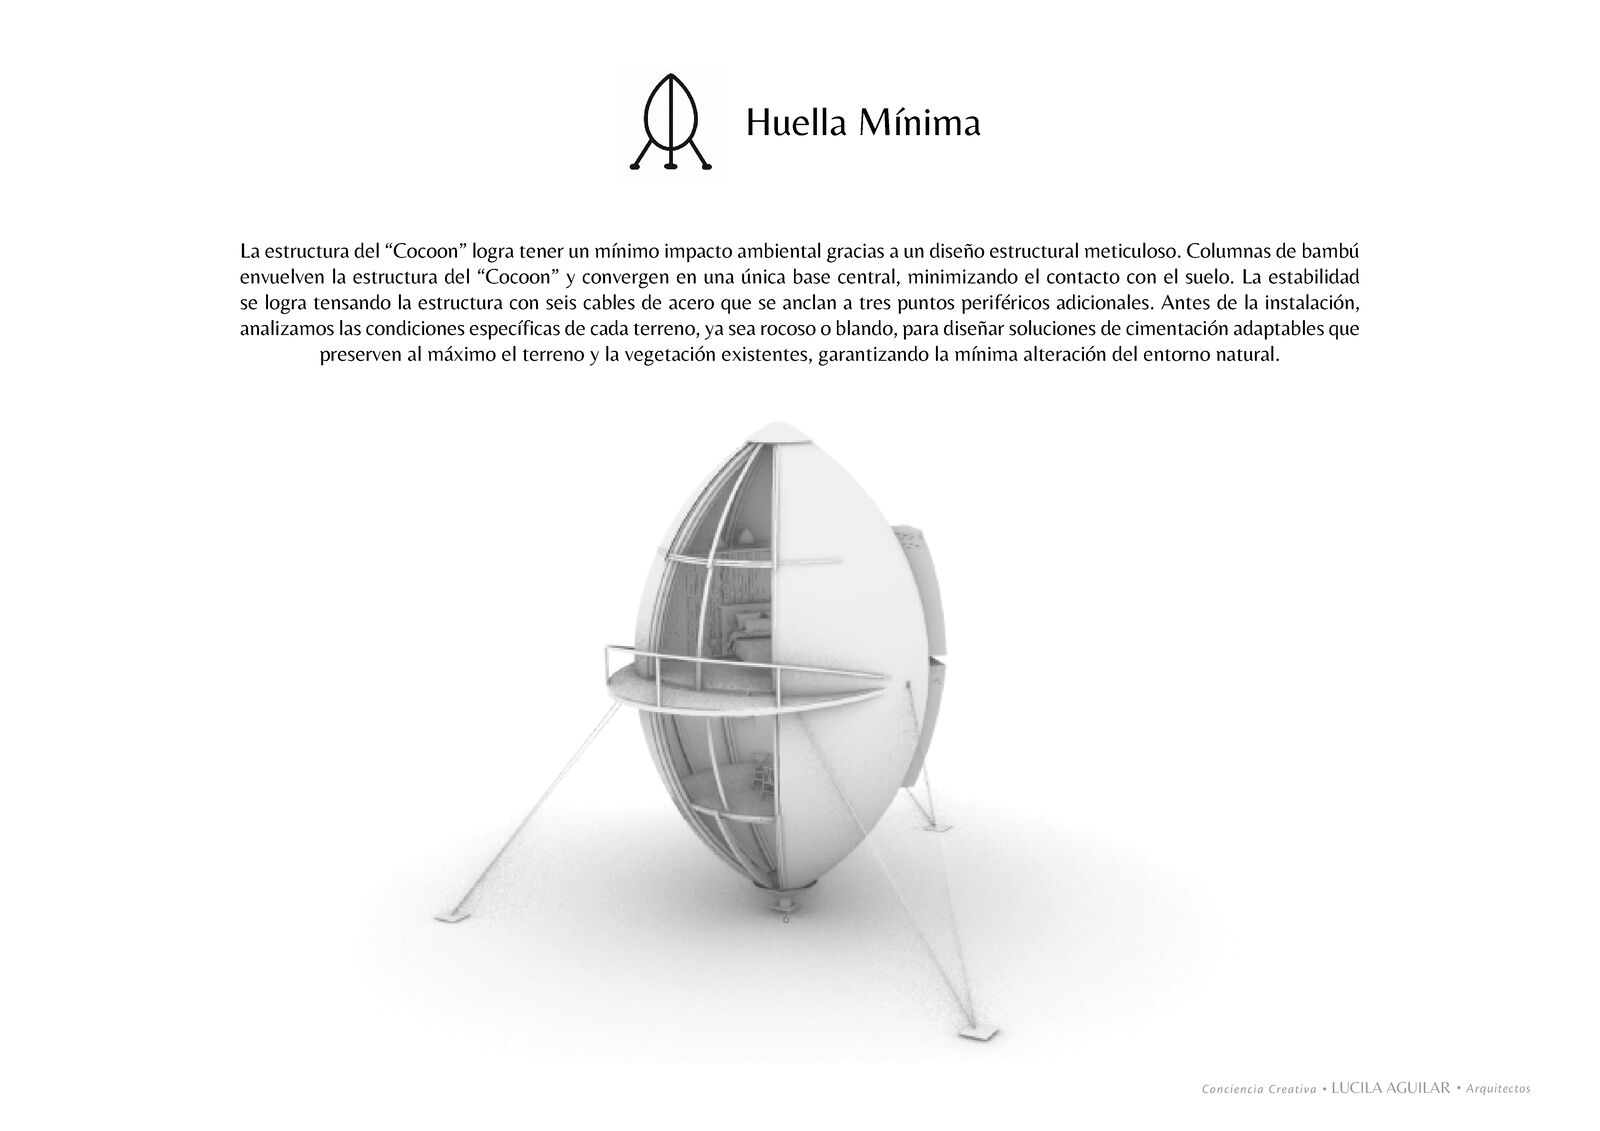 Huella Mínima
La estructura del “Cocoon” logra tener un mínimo impacto ambiental gracias a un diseño estructural meticuloso. Columnas de bambú
envuelven la estructura del “Cocoon” y convergen en una única base central, minimizando el contacto con el suelo. La estabilidad
se logra tensando la estructura con seis cables de acero que se anclan a tres puntos periféricos adicionales. Antes de la instalación,
analizamos las condiciones específicas de cada terreno, ya sea rocoso o blando, para diseñar soluciones de cimentación adaptables que
preserven al máximo el terreno y la vegetación existentes, garantizando la mínima alteración del entorno natural.
Conciencia Creativa • LUCILA AGUILAR • Arquitectos